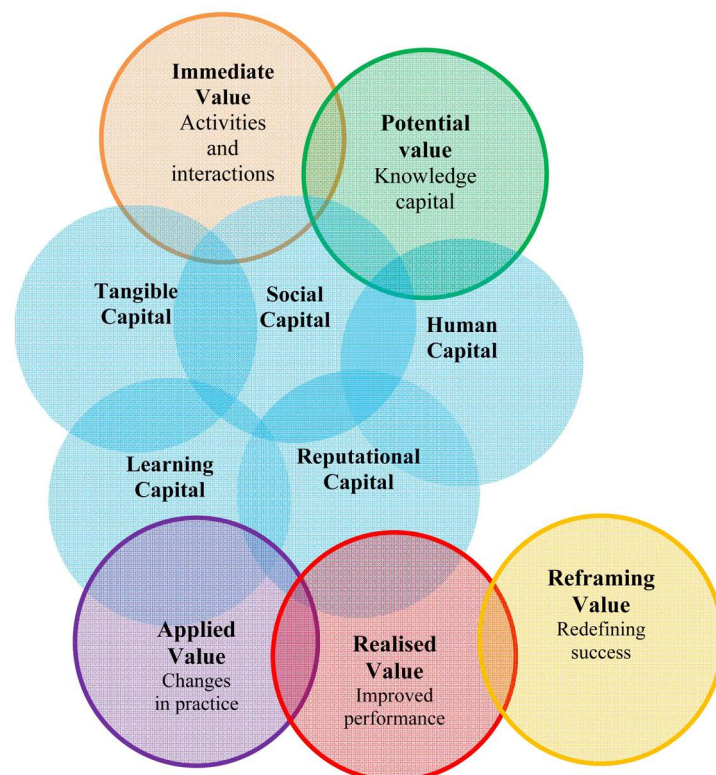 Immediate
Value
Activities
and
interactions
Potential
value
Knowledge
capital
Tangible
Capital
Social
Capital
Human
Capital
Learning
Capital
Reputational
Capital
Applied
Value
Changes
in practice
Realised
Value
Improved
performance
Reframing
Value
Redefining
success